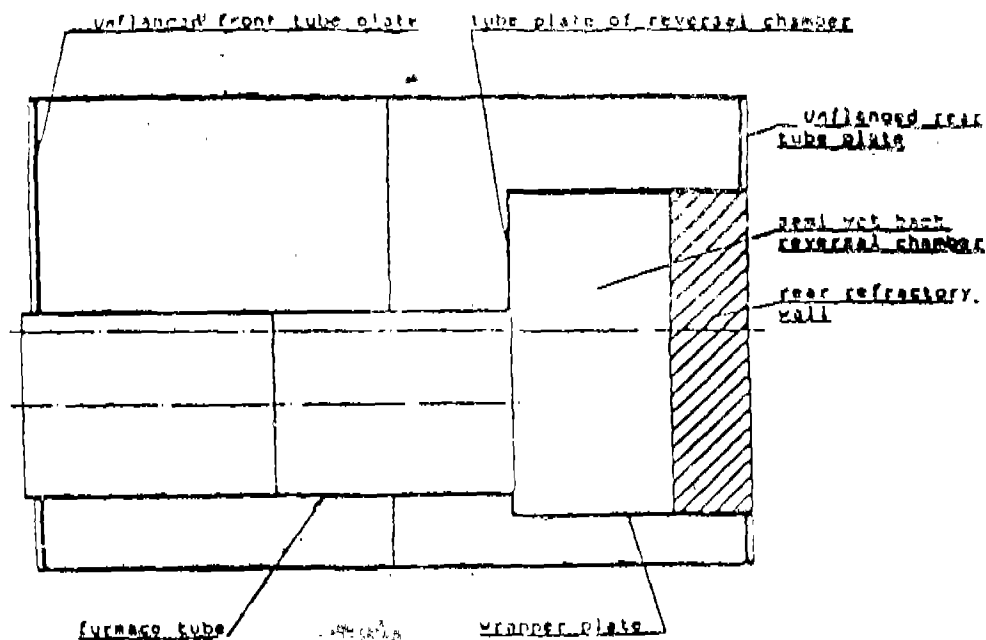 unflanged front tube plate
tube plate of reversal chamber
unflanged rear
tube plate
semi wet back
reversal chamber
rear refractory
wall
furnace tube
wrapper plate